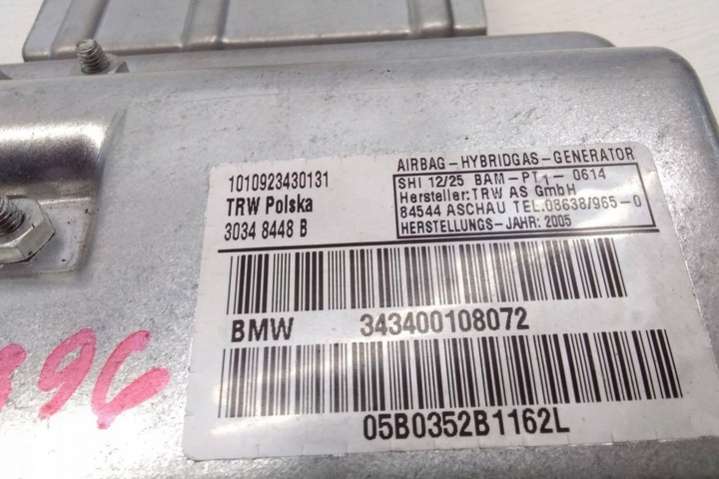 1010923430131
TRW Polska
3034 8448 B
AIRBAG-HYBRIDGAS-GENERATOR
SHI 12/25 BAM-PT1- 0614
Hersteller:TRW AS GmbH
84544 ASCHAU TEL.08638/965-0
HERSTELLUNGS-JAHR: 2005
BMW 343400108072
05B0352B1162L
96